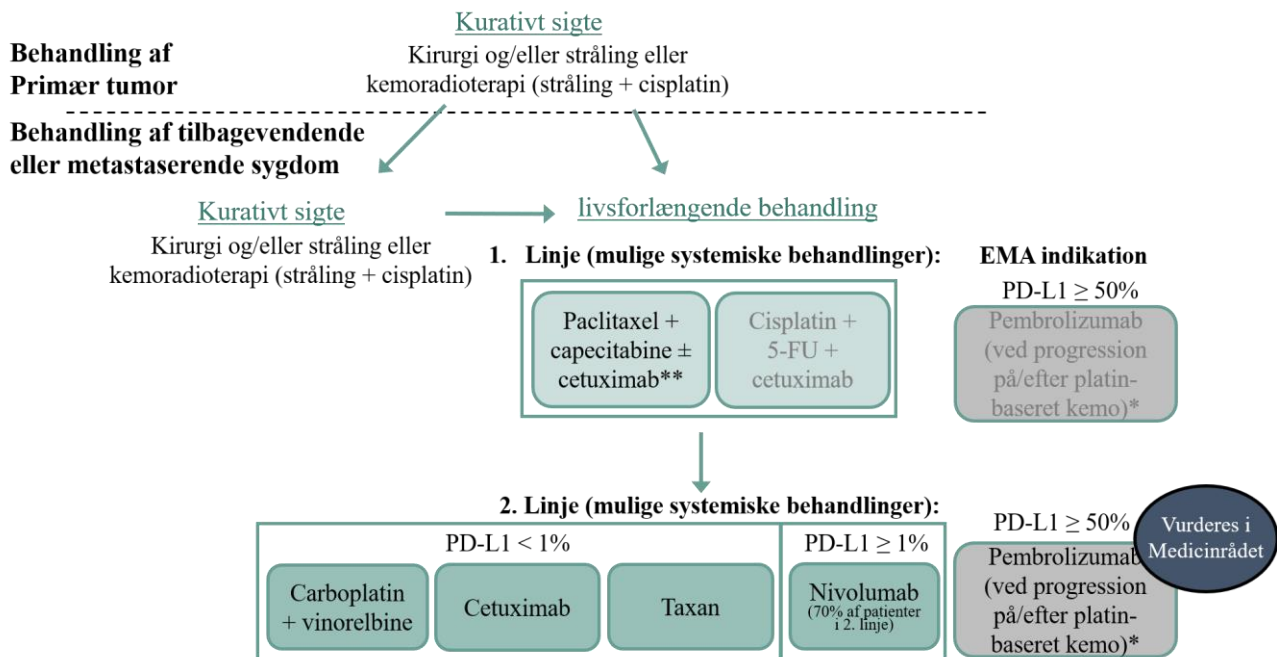 Kurativt sigte
Behandling af
Primær tumor
Kirurgi og/eller stråling eller
kemoradioterapi (stråling + cisplatin)
Behandling af tilbagevendende
eller metastaserende sygdom
Kurativt sigte
Kirurgi og/eller stråling eller
kemoradioterapi (stråling + cisplatin)
livsforlængende behandling
1. Linje (mulige systemiske behandlinger):
Paclitaxel +
capecitabine ±
cetuximab**
Cisplatin +
5-FU +
cetuximab
EMA indikation
PD-L1 ≥ 50%
Pembrolizumab
(ved progression
på/efter platin-
baseret kemo)*
2. Linje (mulige systemiske behandlinger):
PD-L1 < 1%
Carboplatin
+ vinorelbine
Cetuximab
Taxan
PD-L1 ≥ 1%
Nivolumab
(70% af patienter
i 2. linje)
PD-L1 ≥ 50%
Pembrolizumab
(ved progression
på/efter platin-
baseret kemo)*
Vurderes i
Medicinrådet